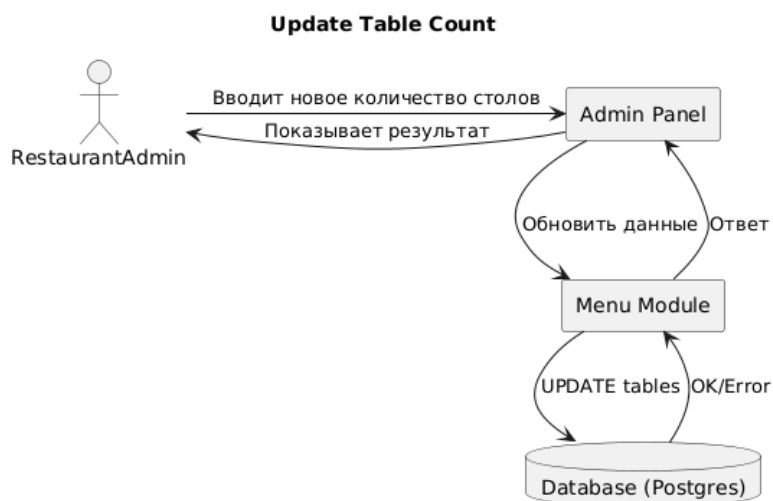 Update Table Count
Вводит новое количество столов
Показывает результат
RestaurantAdmin
Admin Panel
Обновить данные
Ответ
Menu Module
UPDATE tables
OK/Error
Database (Postgres)